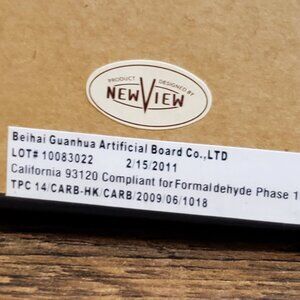 PRODUCT DESIGNED BY
NEWVIEW
Beihai Guanhua Artificial Board Co.,LTD
LOT# 10083022 2/15/2011
California 93120 Compliant for Formaldehyde Phase 1
TPC 14/CARB-HK/CARB/2009/06/1018